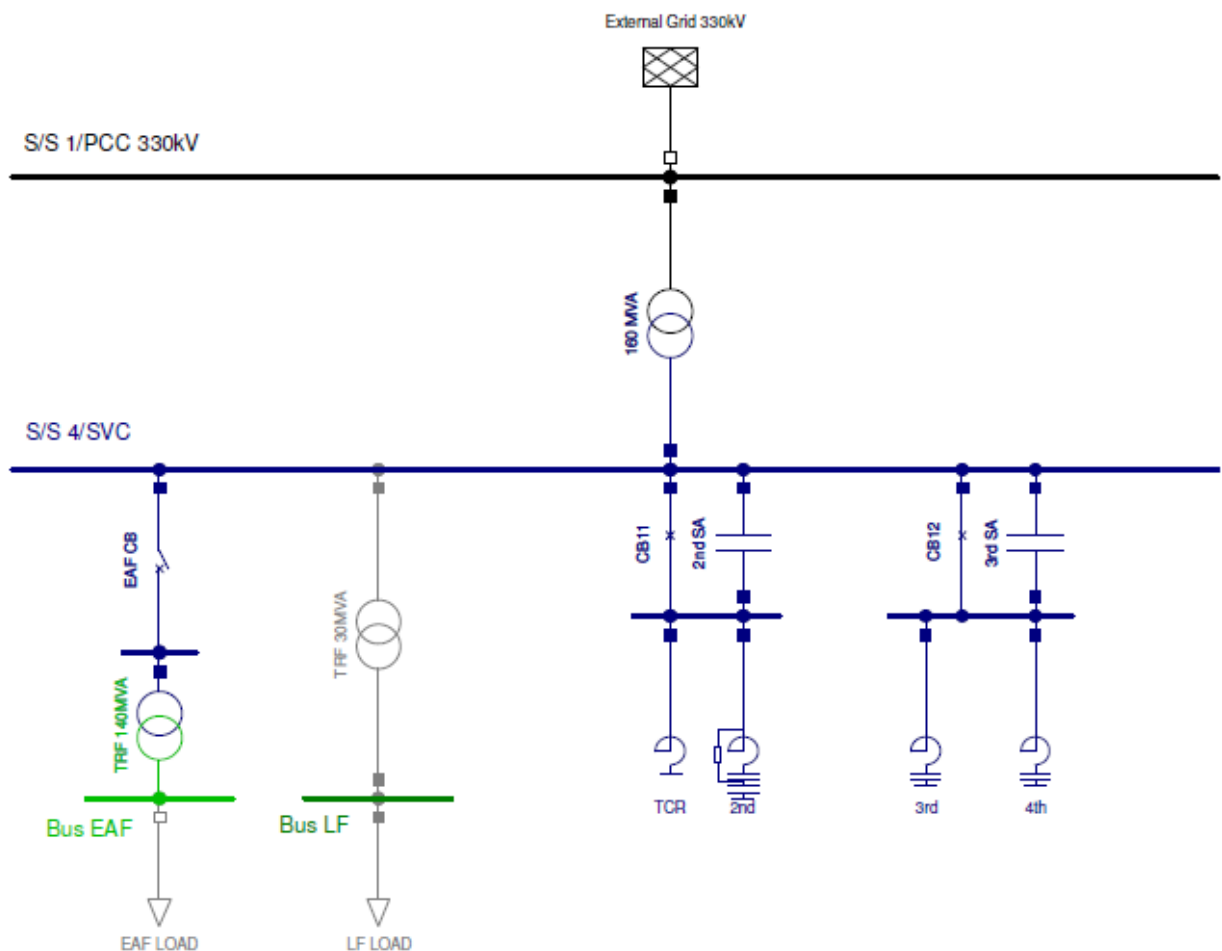 External Grid 330kV
S/S 1/PCC 330kV
160 MVA
S/S 4/SVC
EAF CB
CB11
2nd SA
CB12
3rd SA
TRF 30MVA
TRF 140MVA
TCR
2nd
3rd
4th
Bus EAF
Bus LF
EAF LOAD
LF LOAD